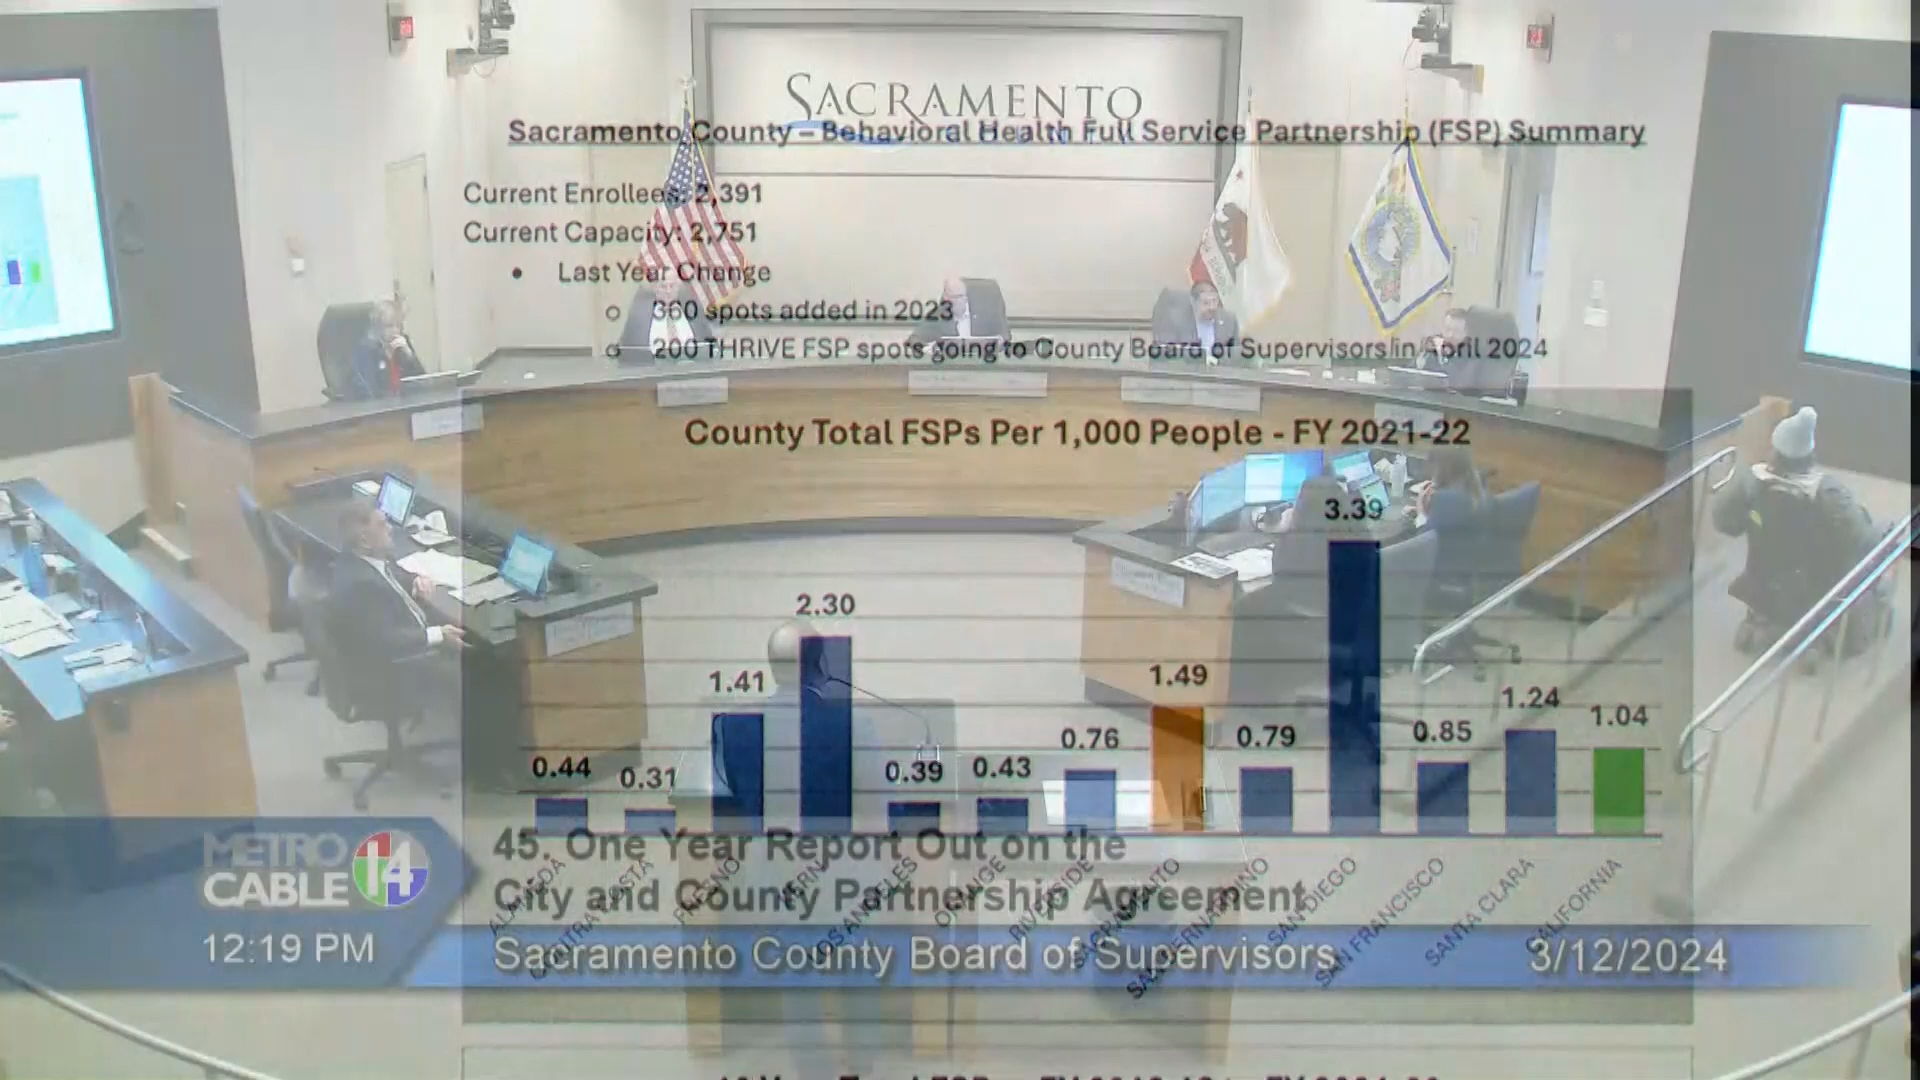 SACRAMENTO
Sacramento County – Behavioral Health Full Service Partnership (FSP) Summary
Current Enrollees: 2,391
Current Capacity: 2,751
• Last Year Change
o 360 spots added in 2023
o 200 THRIVE FSP spots going to County Board of Supervisors in April 2024
County Total FSPs Per 1,000 People - FY 2021-22
0.44
0.31
1.41
2.30
0.39
0.43
0.76
1.49
0.79
3.39
0.85
1.24
1.04
ALAMEDA
CONTRA COSTA
FRESNO
KERN
LOS ANGELES
ORANGE
RIVERSIDE
SACRAMENTO
SAN BERNARDINO
SAN DIEGO
SAN FRANCISCO
SANTA CLARA
CALIFORNIA
METRO
CABLE 14
12:19 PM
45. One Year Report Out on the
City and County Partnership Agreement
Sacramento County Board of Supervisors
3/12/2024